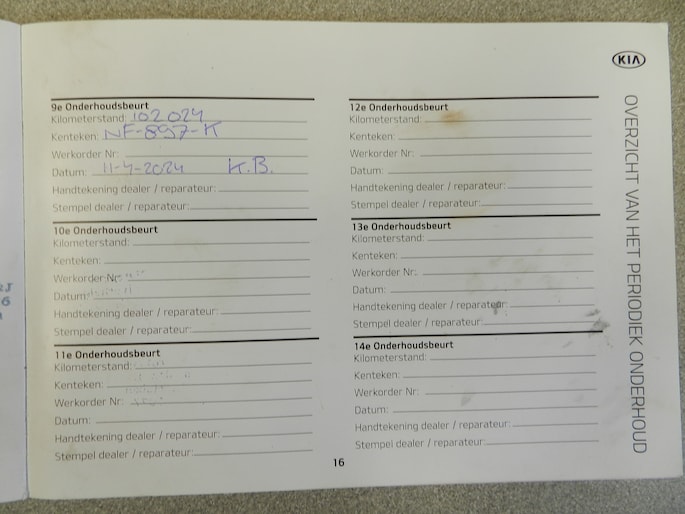 KIA
OVERZICHT VAN HET PERIODIEK ONDERHOUD
9e Onderhoudsbeurt
Kilometerstand: 102024
Kenteken: NF-897-K
Werkorder Nr:
Datum: 11-4-2024 K.B.
Handtekening dealer / reparateur:
Stempel dealer / reparateur:
10e Onderhoudsbeurt
Kilometerstand:
Kenteken:
Werkorder Nr:
Datum:
Handtekening dealer / reparateur:
Stempel dealer / reparateur:
11e Onderhoudsbeurt
Kilometerstand:
Kenteken:
Werkorder Nr:
Datum:
Handtekening dealer / reparateur:
Stempel dealer / reparateur:
12e Onderhoudsbeurt
Kilometerstand:
Kenteken:
Werkorder Nr:
Datum:
Handtekening dealer / reparateur:
Stempel dealer / reparateur:
13e Onderhoudsbeurt
Kilometerstand:
Kenteken:
Werkorder Nr:
Datum:
Handtekening dealer / reparateur:
Stempel dealer / reparateur:
14e Onderhoudsbeurt
Kilometerstand:
Kenteken:
Werkorder Nr:
Datum:
Handtekening dealer / reparateur:
Stempel dealer / reparateur:
16